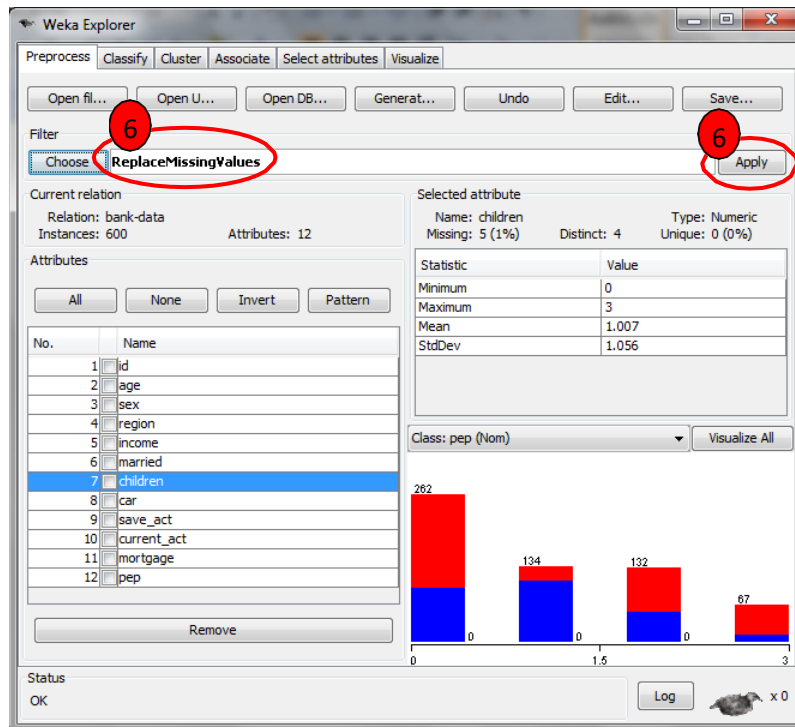 Weka Explorer
Preprocess Classify Cluster Associate Select attributes Visualize
Open fil... Open U... Open DB... Generat... Undo Edit... Save...
Filter
6
6
Choose ReplaceMissingValues Apply
Current relation
Relation: bank-data
Instances: 600 Attributes: 12
Selected attribute
Name: children Type: Numeric
Missing: 5 (1%) Distinct: 4 Unique: 0 (0%)
Statistic Value
Minimum 0
Maximum 3
Mean 1.007
StdDev 1.056
Attributes
All None Invert Pattern
No. Name
1 id
2 age
3 sex
4 region
5 income
6 married
7 children
8 car
9 save_act
10 current_act
11 mortgage
12 pep
Remove
Class: pep (Nom) Visualize All
262
134
132
67
0 0 0
0 1.5 3
Status
OK
Log x 0